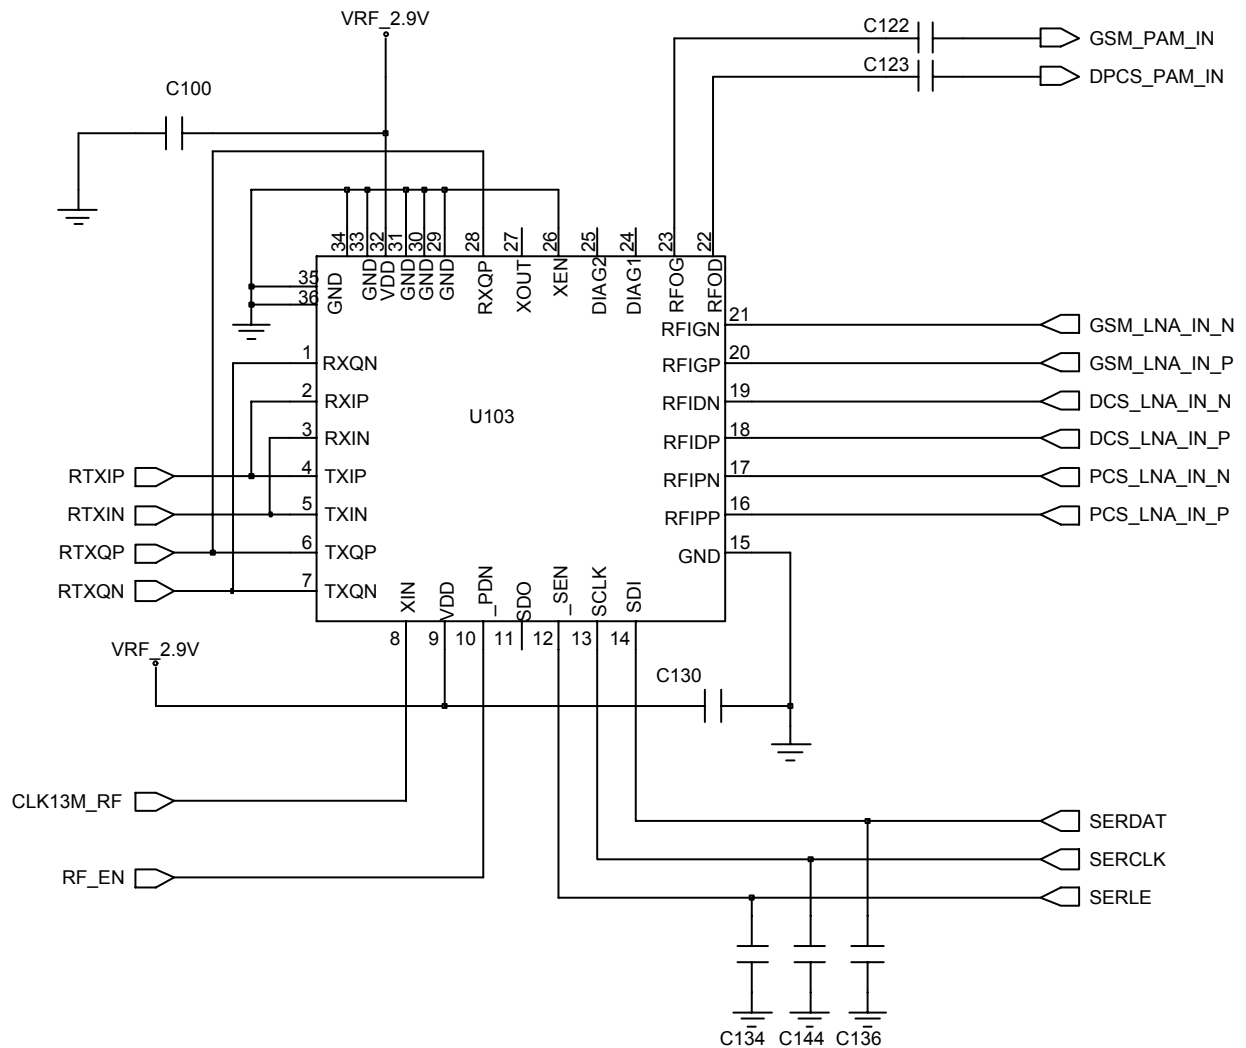 VRF_2.9V
C122
GSM_PAM_IN
C123
DPCS_PAM_IN
C100
34
33
32
31
30
29
28
27
26
25
24
23
22
35
36
GND
GND
VDD
GND
GND
GND
RXQP
XOUT
XEN
DIAG2
DIAG1
RFOG
RFOD
RFIGN
21
GSM_LNA_IN_N
RFIGP
20
GSM_LNA_IN_P
RFIDN
19
DCS_LNA_IN_N
RFIDP
18
DCS_LNA_IN_P
RFIPN
17
PCS_LNA_IN_N
RFIPP
16
PCS_LNA_IN_P
GND
15
1
RXQN
2
RXIP
U103
3
RXIN
RTXIP
4
TXIP
RTXIN
5
TXIN
RTXQP
6
TXQP
RTXQN
7
TXQN
XIN
VDD
_PDN
SDO
_SEN
SCLK
SDI
8
9
10
11
12
13
14
VRF_2.9V
C130
CLK13M_RF
SERDAT
SERCLK
RF_EN
SERLE
C134
C144
C136